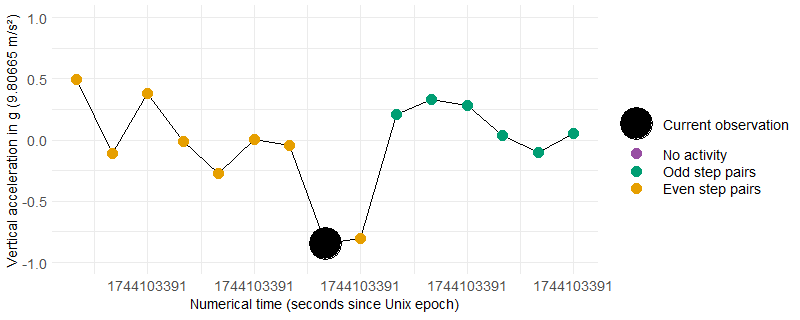 Vertical acceleration in g (9.80665 m/s²)
1.0
0.5
0.0
-0.5
-1.0
1744103391 1744103391 1744103391 1744103391 1744103391
Numerical time (seconds since Unix epoch)
Current observation
No activity
Odd step pairs
Even step pairs